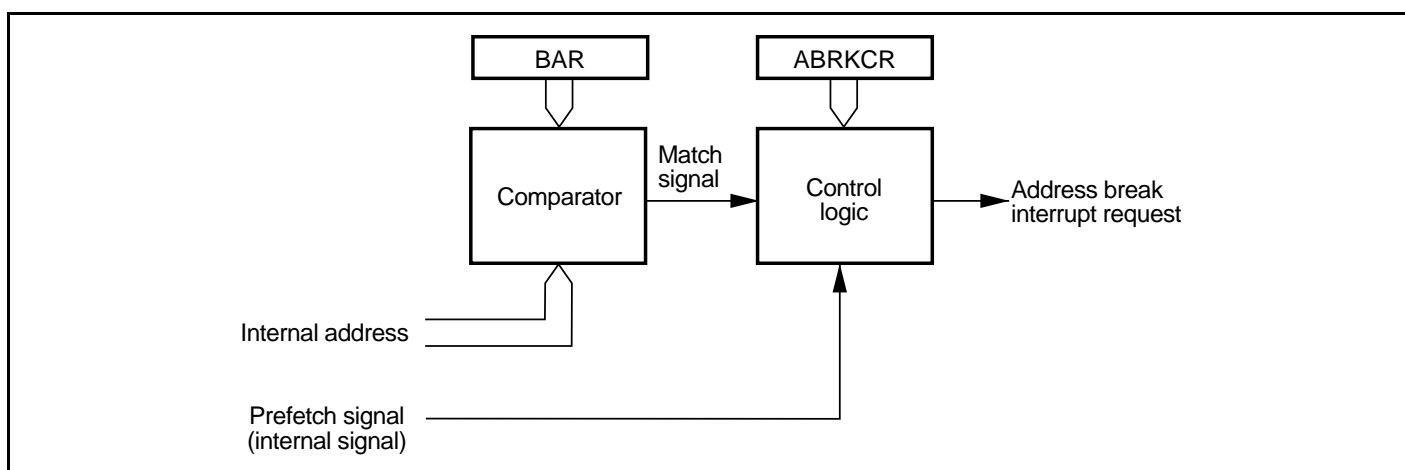 BAR
ABRKCR
Comparator
Match
signal
Control
logic
Address break
interrupt request
Internal address
Prefetch signal
(internal signal)